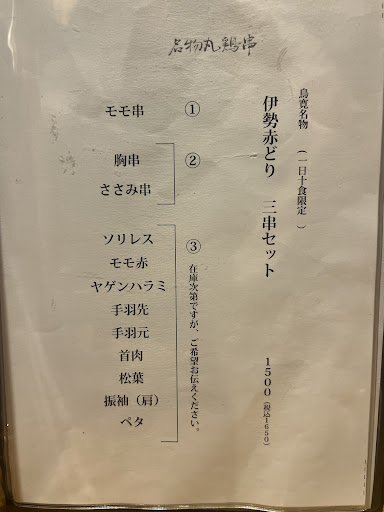 名物丸鶏串
鳥寛名物 (一日十食限定)
伊勢赤どり 三串セット 1500(税込1650)
①
モモ串
②
胸串
ささみ串
③ 在庫次第ですが、ご希望お伝えください。
ソリレス
モモ赤
ヤゲンハラミ
手羽先
手羽元
首肉
松葉
振袖(肩)
ペタ